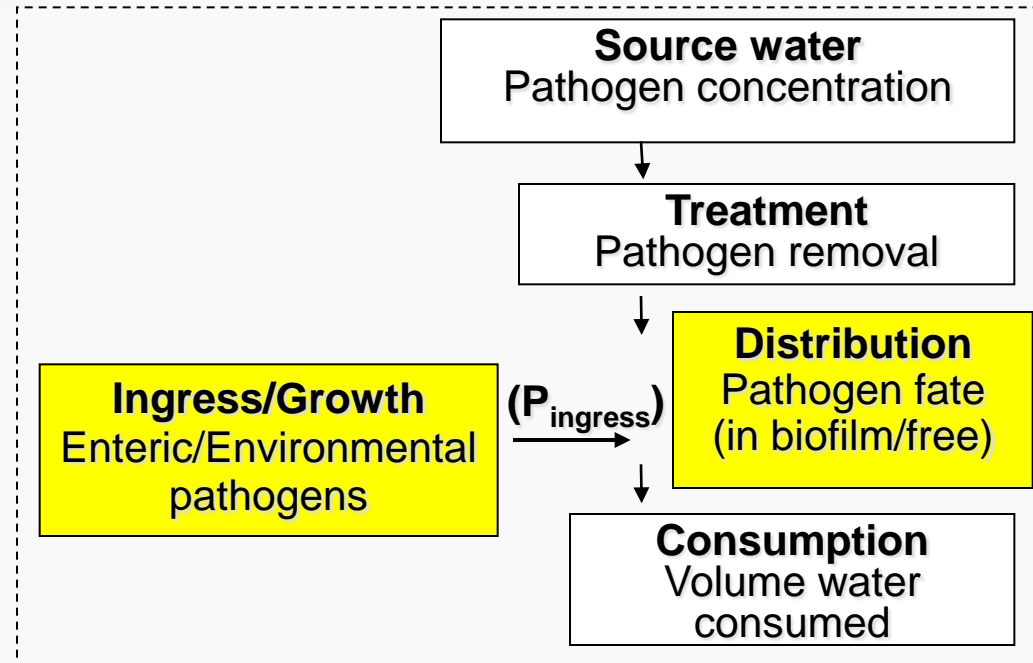 Source water
Pathogen concentration
Treatment
Pathogen removal
Ingress/Growth
Enteric/Environmental
pathogens
(P_ingress)
Distribution
Pathogen fate
(in biofilm/free)
Consumption
Volume water
consumed